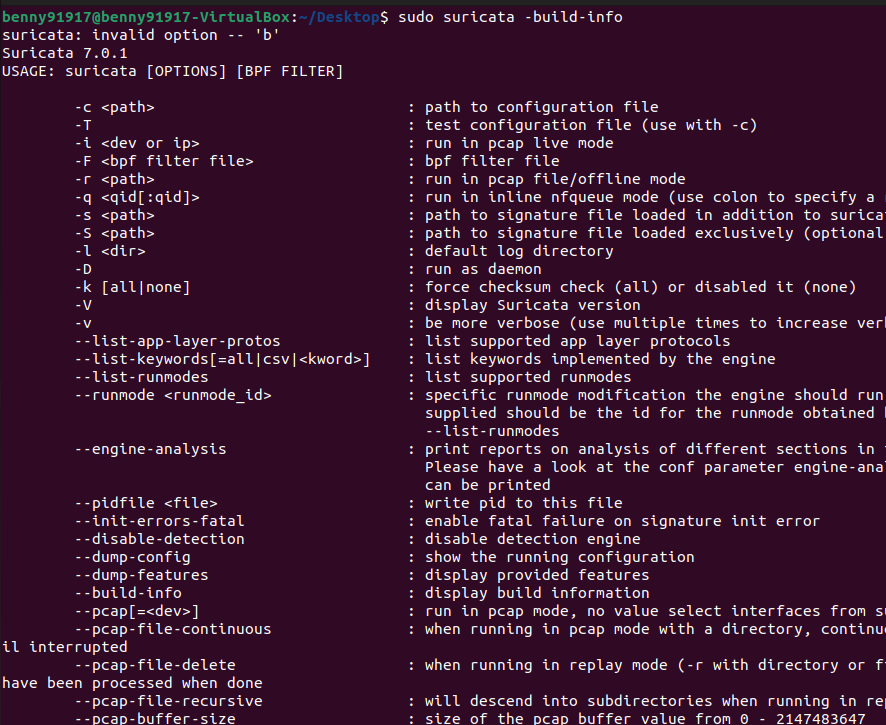 benny91917@benny91917-VirtualBox:~/Desktop$ sudo suricata -build-info
suricata: invalid option -- 'b'
Suricata 7.0.1
USAGE: suricata [OPTIONS] [BPF FILTER]
-c <path> : path to configuration file
-T : test configuration file (use with -c)
-i <dev or ip> : run in pcap live mode
-F <bpf filter file> : bpf filter file
-r <path> : run in pcap file/offline mode
-q <qid[:qid]> : run in inline nfqueue mode (use colon to specify a
-s <path> : path to signature file loaded in addition to
-S <path> : path to signature file loaded exclusively (optional
-l <dir> : default log directory
-D : run as daemon
-k [all|none] : force checksum check (all) or disabled it (none)
-V : display Suricata version
-v : be more verbose (use multiple times to increase
--list-app-layer-protos : list supported app layer protocols
--list-keywords[=all|csv|<kword>] : list keywords implemented by the engine
--list-runmodes : list supported runmodes
--runmode <runmode_id> : specific runmode modification the engine should run
supplied should be the id for the runmode obtained
--list-runmodes
--engine-analysis : print reports on analysis of different sections in
Please have a look at the conf parameter
can be printed
--pidfile <file> : write pid to this file
--init-errors-fatal : enable fatal failure on signature init error
--disable-detection : disable detection engine
--dump-config : show the running configuration
--dump-features : display provided features
--build-info : display build information
--pcap[=<dev>] : run in pcap mode, no value select interfaces from
--pcap-file-continuous : when running in pcap mode with a directory,
il interrupted
--pcap-file-delete : when running in replay mode (-r with directory or
have been processed when done
--pcap-file-recursive : will descend into subdirectories when running in
--pcap-buffer-size : size of the pcap buffer value from 0 - 2147483647